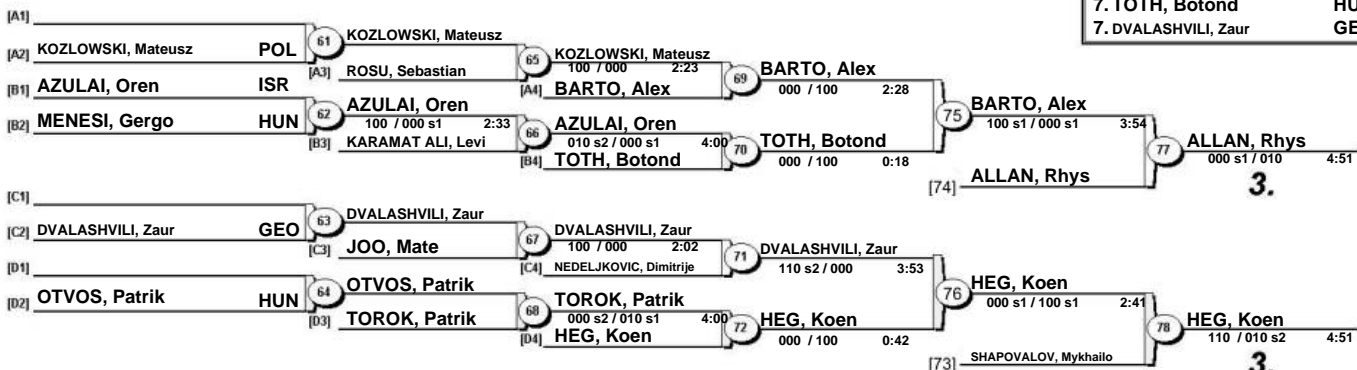 7. TOTH, Botond HU
7. DVALASHVILI, Zaur GE
[A1]
[A2] KOZLOWSKI, Mateusz POL
61
KOZLOWSKI, Mateusz
[A3] ROSU, Sebastian
65
KOZLOWSKI, Mateusz
100 / 000 2:23
[A4] BARTO, Alex
69
BARTO, Alex
000 / 100 2:28
[B1] AZULAI, Oren ISR
[B2] MENESI, Gergo HUN
62
AZULAI, Oren
100 / 000 s1 2:33
[B3] KARAMAT ALI, Levi
66
AZULAI, Oren
010 s2 / 000 s1 4:00
[B4] TOTH, Botond
70
TOTH, Botond
000 / 100 0:18
75
BARTO, Alex
100 s1 / 000 s1 3:54
[74] ALLAN, Rhys
77
ALLAN, Rhys
000 s1 / 010 4:51
3.
[C1]
[C2] DVALASHVILI, Zaur GEO
63
DVALASHVILI, Zaur
[C3] JOO, Mate
67
DVALASHVILI, Zaur
100 / 000 2:02
[C4] NEDELJKOVIC, Dimitrije
71
DVALASHVILI, Zaur
110 s2 / 000 3:53
[D1]
[D2] OTVOS, Patrik HUN
64
OTVOS, Patrik
[D3] TOROK, Patrik
68
TOROK, Patrik
000 s2 / 010 s1 4:00
[D4] HEG, Koen
72
HEG, Koen
000 / 100 0:42
76
HEG, Koen
000 s1 / 100 s1 2:41
[73] SHAPOVALOV, Mykhailo
78
HEG, Koen
110 / 010 s2 4:51
3.